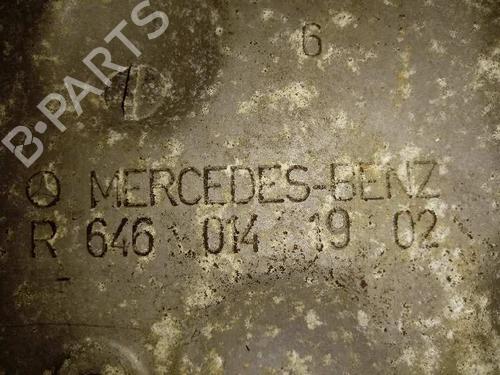 6
B-PARTS
MERCEDES-BENZ
R 646 014 19 02